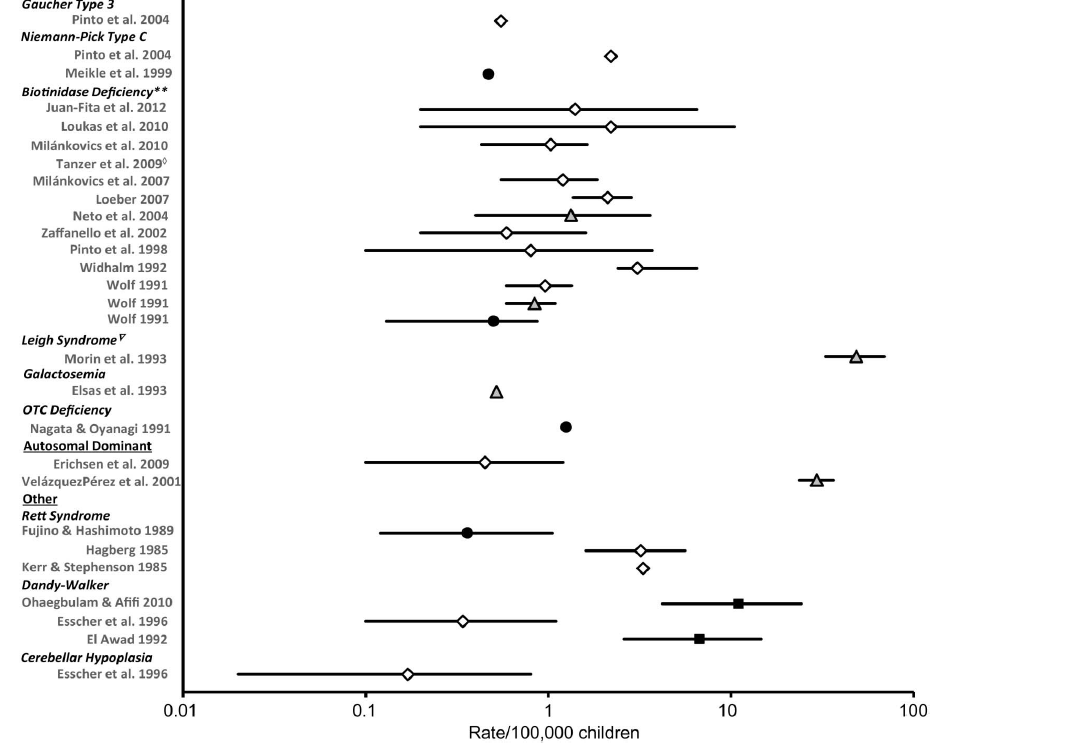 Gaucher Type 3
Pinto et al. 2004
Niemann-Pick Type C
Pinto et al. 2004
Meikle et al. 1999
Biotinidase Deficiency**
Juan-Fita et al. 2012
Loukas et al. 2010
Milánkovics et al. 2010
Tanzer et al. 2009◊
Milánkovics et al. 2007
Loeber 2007
Neto et al. 2004
Zaffanello et al. 2002
Pinto et al. 1998
Widhalm 1992
Wolf 1991
Wolf 1991
Wolf 1991
Leigh Syndrome∇
Morin et al. 1993
Galactosemia
Elsas et al. 1993
OTC Deficiency
Nagata & Oyanagi 1991
Autosomal Dominant
Erichsen et al. 2009
VelázquezPérez et al. 2001
Other
Rett Syndrome
Fujino & Hashimoto 1989
Hagberg 1985
Kerr & Stephenson 1985
Dandy-Walker
Ohaegbulam & Afifi 2010
Esscher et al. 1996
El Awad 1992
Cerebellar Hypoplasia
Esscher et al. 1996
0.01 0.1 1 10 100
Rate/100,000 children